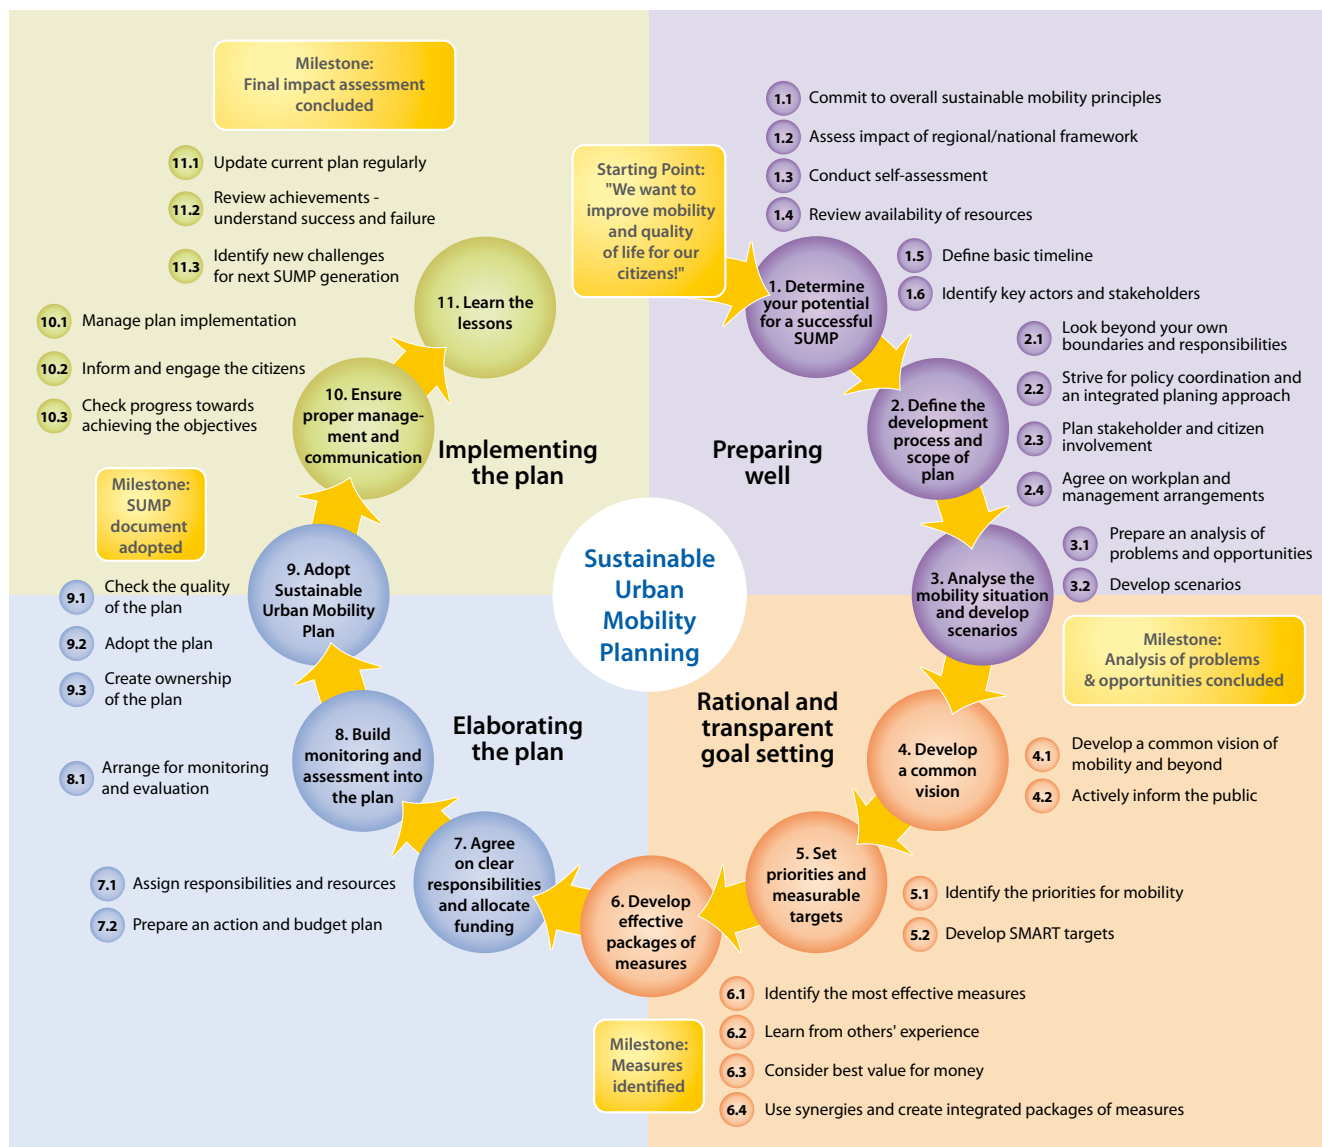 Milestone:
Final impact assessment
concluded
11.1 Update current plan regularly
11.2 Review achievements -
understand success and failure
11.3 Identify new challenges
for next SUMP generation
11. Learn the
lessons
10.1 Manage plan implementation
10.2 Inform and engage the citizens
10.3 Check progress towards
achieving the objectives
10. Ensure
proper manage-
ment and
communication
Implementing
the plan
Milestone:
SUMP
document
adopted
Starting Point:
"We want to
improve mobility
and quality
of life for our
citizens!"
1.1 Commit to overall sustainable mobility principles
1.2 Assess impact of regional/national framework
1.3 Conduct self-assessment
1.4 Review availability of resources
1.5 Define basic timeline
1.6 Identify key actors and stakeholders
1. Determine
your potential
for a successful
SUMP
2.1 Look beyond your own
boundaries and responsibilities
2.2 Strive for policy coordination and
an integrated planing approach
2.3 Plan stakeholder and citizen
involvement
2.4 Agree on workplan and
management arrangements
2. Define the
development
process and
scope of
plan
Preparing
well
3.1 Prepare an analysis of
problems and opportunities
3.2 Develop scenarios
3. Analyse the
mobility situation
and develop
scenarios
Milestone:
Analysis of problems
& opportunities concluded
Sustainable
Urban
Mobility
Planning
Rational and
transparent
goal setting
4. Develop
a common
vision
4.1 Develop a common vision of
mobility and beyond
4.2 Actively inform the public
5. Set
priorities and
measurable
targets
5.1 Identify the priorities for mobility
5.2 Develop SMART targets
6. Develop
effective
packages of
measures
6.1 Identify the most effective measures
6.2 Learn from others' experience
6.3 Consider best value for money
6.4 Use synergies and create integrated packages of measures
Milestone:
Measures
identified
Elaborating
the plan
7. Agree
on clear
responsibilities
and allocate
funding
7.1 Assign responsibilities and resources
7.2 Prepare an action and budget plan
8. Build
monitoring and
assessment into
the plan
8.1 Arrange for monitoring
and evaluation
9. Adopt
Sustainable
Urban Mobility
Plan
9.1 Check the quality
of the plan
9.2 Adopt the plan
9.3 Create ownership
of the plan